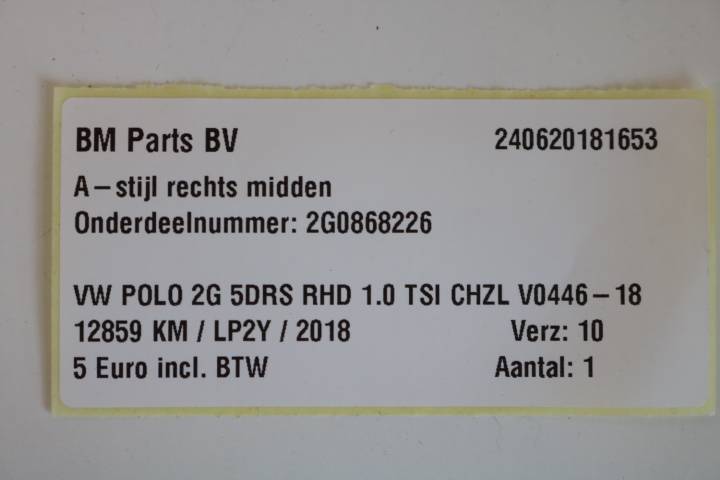 BM Parts BV 240620181653
A-stijl rechts midden
Onderdeelnummer: 2G0868226
VW POLO 2G 5DRS RHD 1.0 TSI CHZL V0446-18
12859 KM / LP2Y / 2018 Verz: 10
5 Euro incl. BTW Aantal: 1